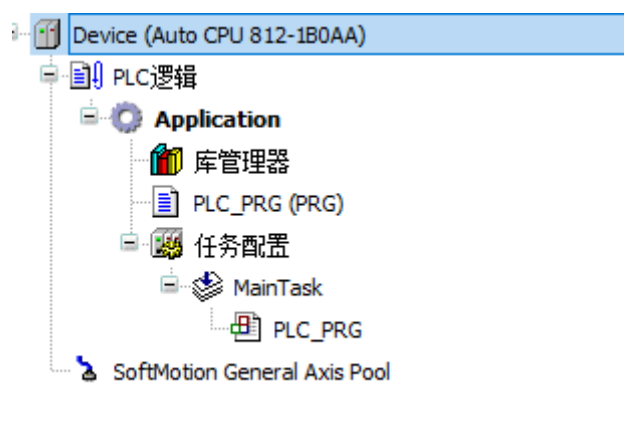 Device (Auto CPU 812-1B0AA)
PLC逻辑
Application
库管理器
PLC_PRG (PRG)
任务配置
MainTask
PLC_PRG
SoftMotion General Axis Pool